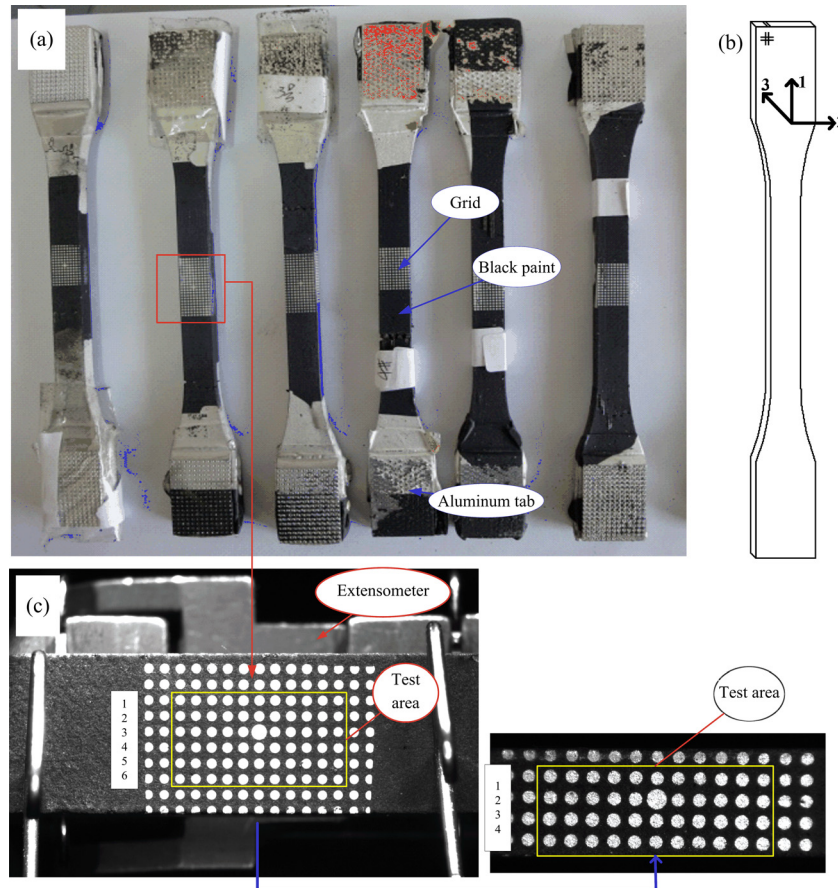 (a)
Grid
Black paint
Aluminum tab
(b)
#
3
1
(c)
Extensometer
Test
area
1
2
3
4
5
6
Test area
1
2
3
4